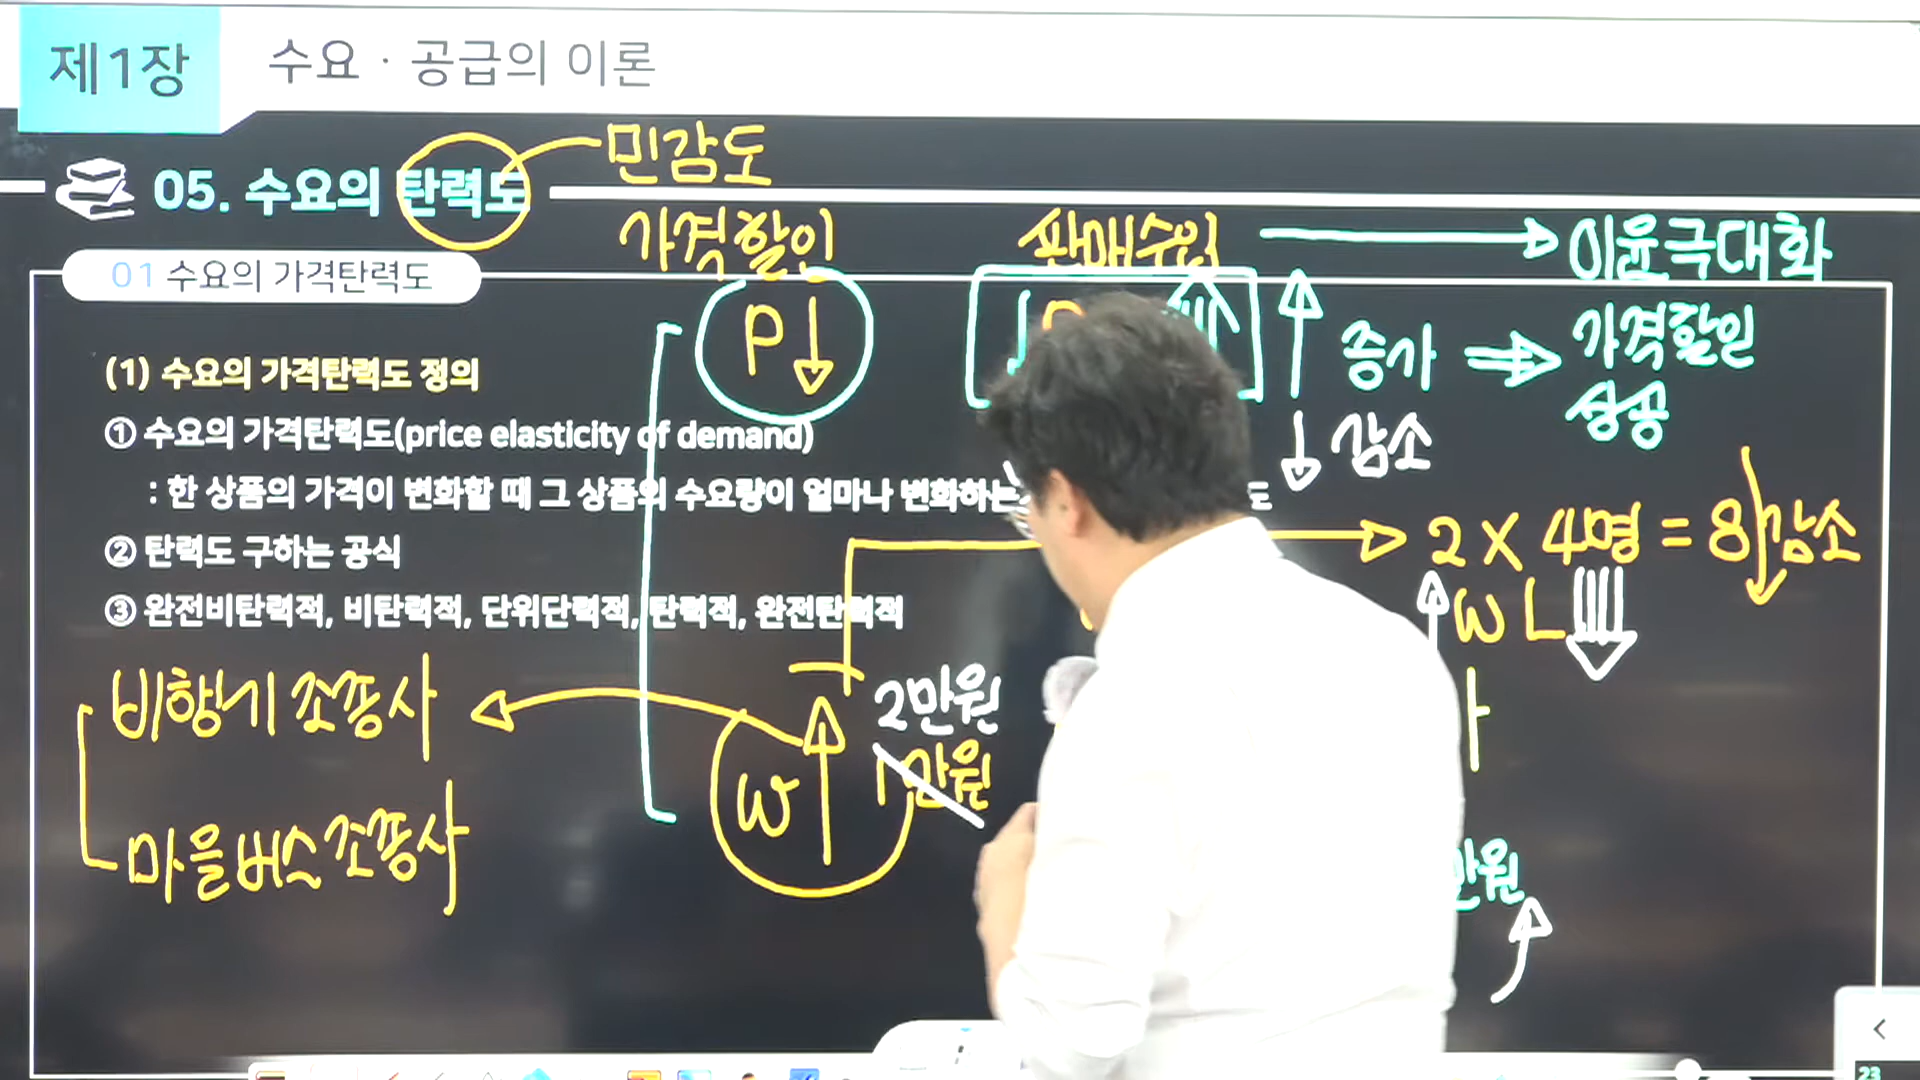 제1장
수요 · 공급의 이론
민감도
05. 수요의 탄력도
가격할인
판매수입
이윤극대화
01 수요의 가격탄력도
P↓
증가 ⇒ 가격할인
성공
↓ 감소
(1) 수요의 가격탄력도 정의
① 수요의 가격탄력도(price elasticity of demand)
: 한 상품의 가격이 변화할 때 그 상품의 수요량이 얼마나 변화하는
2 X 4명 = 8 감소
② 탄력도 구하는 공식
W L
③ 완전비탄력적, 비탄력적, 단위탄력적, 탄력적, 완전탄력적
비행기 조종사
2만원
1만원
W↑
마을버스 조종사
만원
23